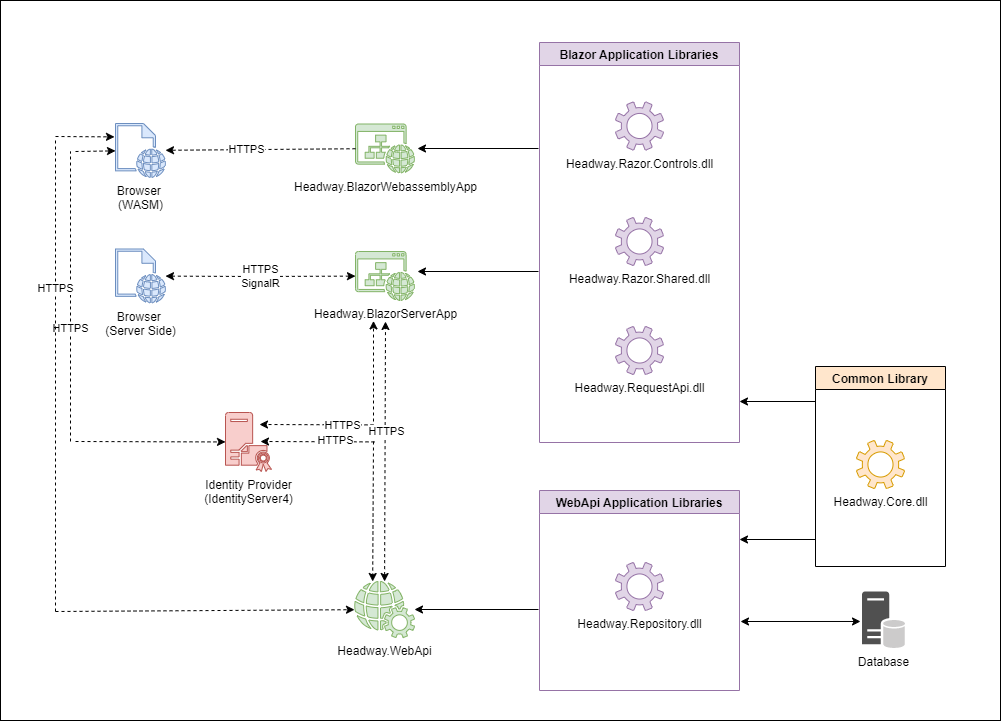 Blazor Application Libraries
Headway.Razor.Controls.dll
Headway.Razor.Shared.dll
Headway.RequestApi.dll
HTTPS
Browser
(WASM)
Headway.BlazorWebassemblyApp
HTTPS
SignalR
Browser
(Server Side)
Headway.BlazorServerApp
HTTPS
HTTPS
Common Library
Headway.Core.dll
HTTPS
HTTPS
HTTPS
Identity Provider
(IdentityServer4)
WebApi Application Libraries
Headway.Repository.dll
Headway.WebApi
Database